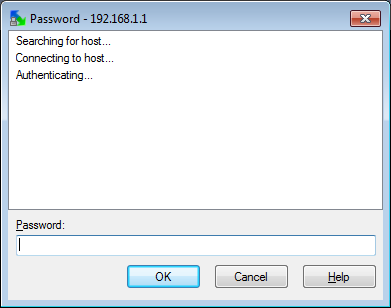 Password - 192.168.1.1
Searching for host...
Connecting to host...
Authenticating...
Password:
OK
Cancel
Help